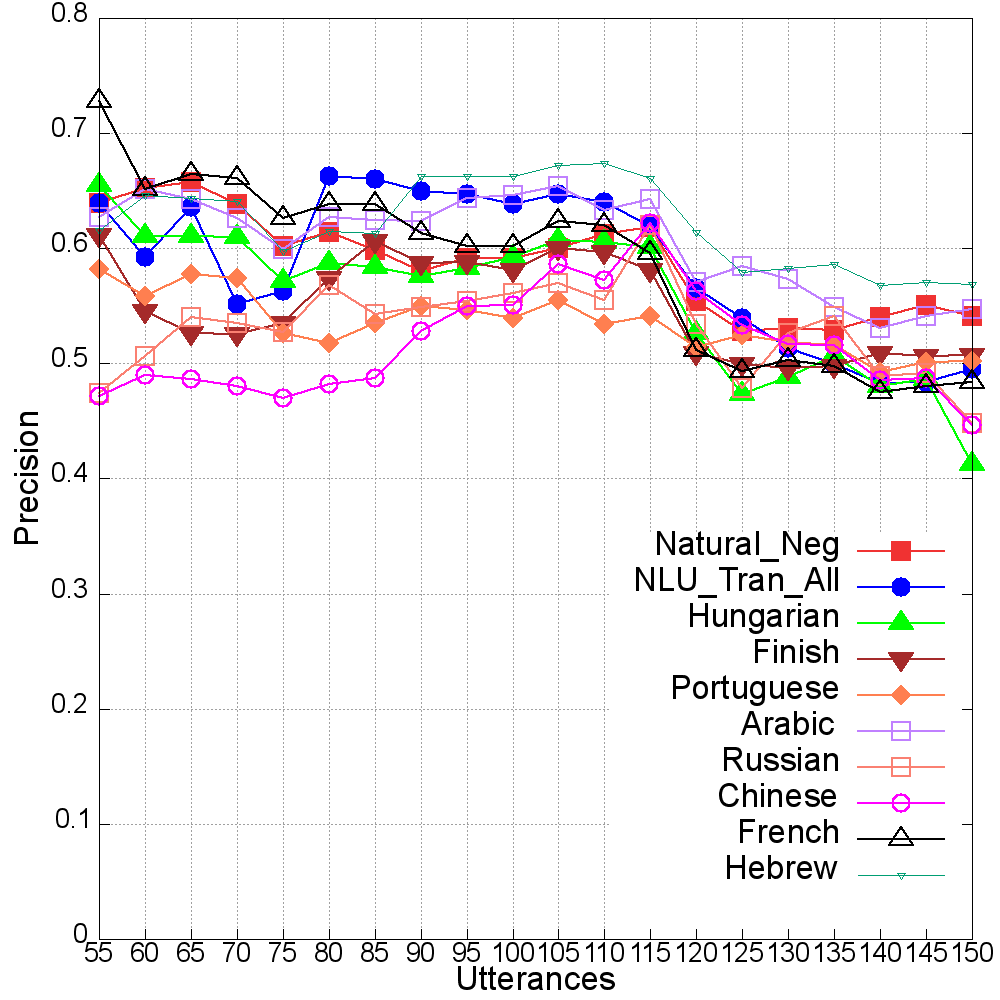 0.8
0.7
0.6
0.5
0.4
0.3
0.2
0.1
0
Precision
Natural_Neg
NLU_Tran_All
Hungarian
Finish
Portuguese
Arabic
Russian
Chinese
French
Hebrew
55 60 65 70 75 80 85 90 95 100 105 110 115 120 125 130 135 140 145 150
Utterances